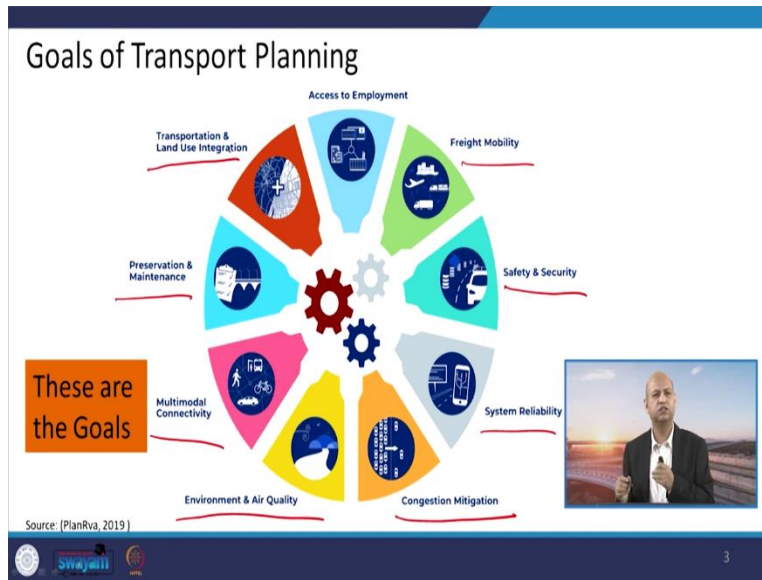 Goals of Transport Planning
Access to Employment
Transportation &
Land Use Integration
Freight Mobility
Preservation &
Maintenance
Safety & Security
These are
the Goals
Multimodal
Connectivity
System Reliability
Environment & Air Quality
Congestion Mitigation
Source: (PlanRva, 2019 )
swayam
3